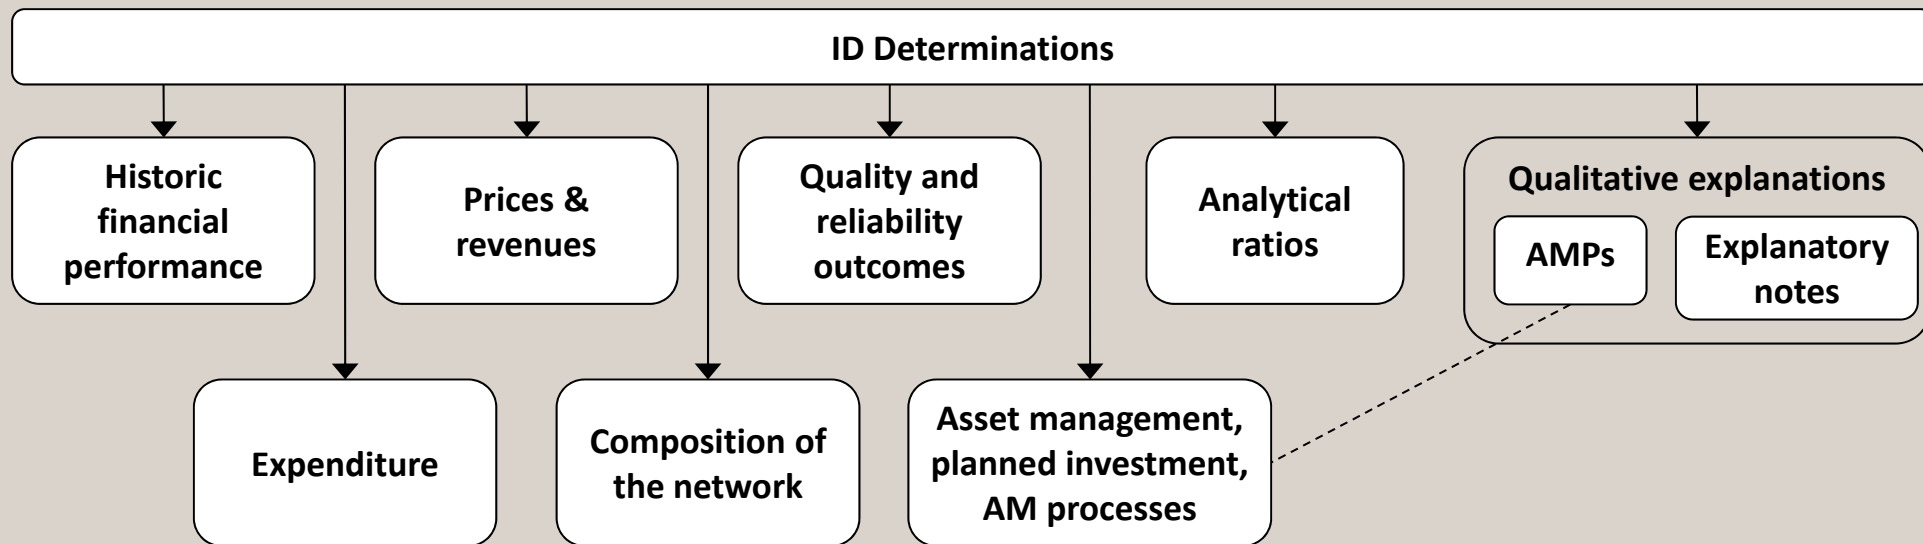 ID Determinations
Historic
financial
performance
Prices &
revenues
Quality and
reliability
outcomes
Analytical
ratios
Qualitative explanations
AMPs
Explanatory
notes
Expenditure
Composition of
the network
Asset management,
planned investment,
AM processes